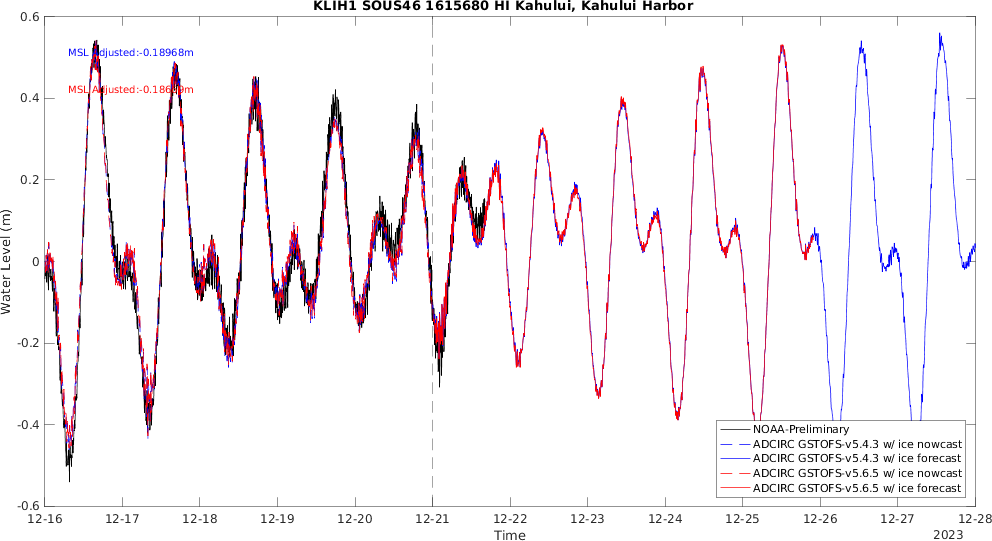 KLIH1 SOUS46 1615680 HI Kahului, Kahului Harbor
0.6
0.4
0.2
0
-0.2
-0.4
-0.6
Water Level (m)
MSL Adjusted:-0.18968m
MSL
NOAA-Preliminary
ADCIRC GSTOFS-v5.4.3 w/ ice nowcast
ADCIRC GSTOFS-v5.4.3 w/ ice forecast
ADCIRC GSTOFS-v5.6.5 w/ ice nowcast
ADCIRC GSTOFS-v5.6.5 w/ ice forecast
12-16 12-17 12-18 12-19 12-20 12-21 12-22 12-23 12-24 12-25 12-26 12-27 12-28
Time
2023